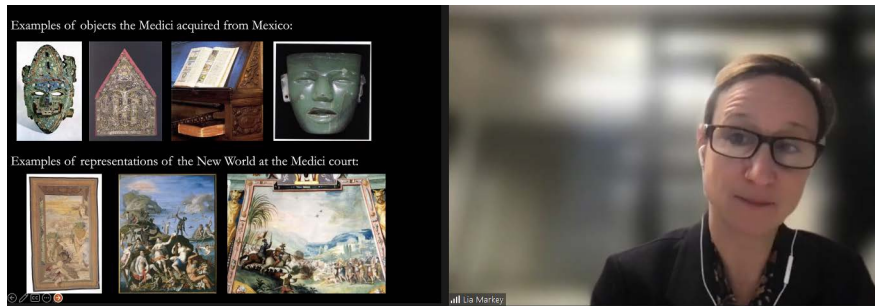 Examples of objects the Medici acquired from Mexico:
Examples of representations of the New World at the Medici court:
Lia Markey